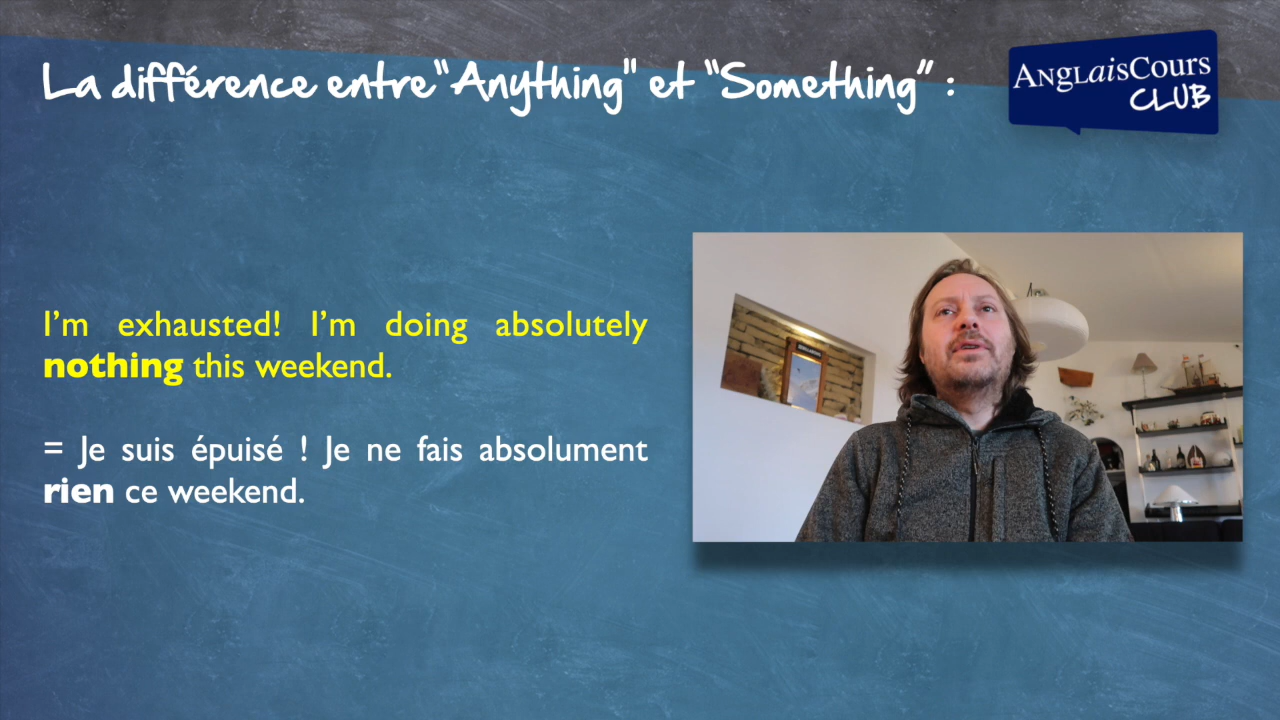 La différence entre "Anything" et "Something" :
AnglaisCours
CLUB
I'm exhausted! I'm doing absolutely
nothing this weekend.
= Je suis épuisé ! Je ne fais absolument
rien ce weekend.